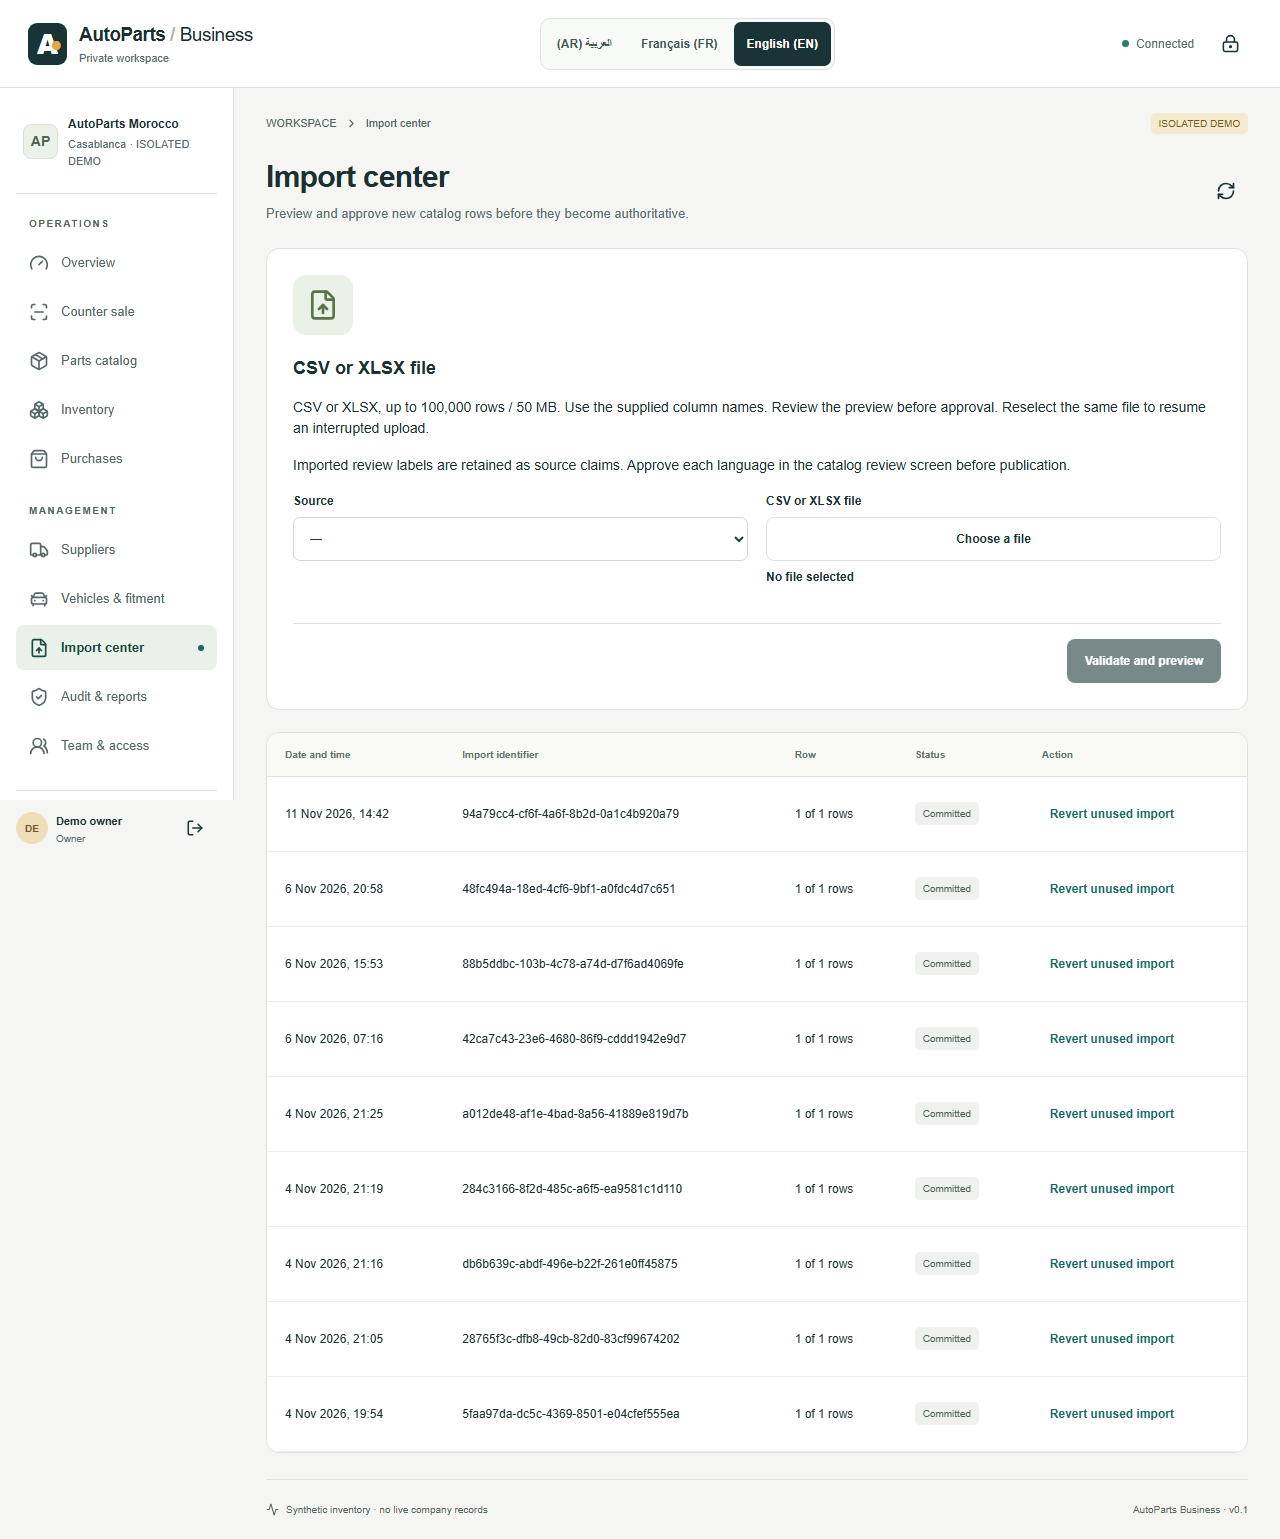 AutoParts / Business
Private workspace
العربية (AR)
Français (FR)
English (EN)
Connected
AP
AutoParts Morocco
Casablanca · ISOLATED
DEMO
OPERATIONS
Overview
Counter sale
Parts catalog
Inventory
Purchases
MANAGEMENT
Suppliers
Vehicles & fitment
Import center
Audit & reports
Team & access
DE
Demo owner
Owner
WORKSPACE > Import center
ISOLATED DEMO
Import center
Preview and approve new catalog rows before they become authoritative.
CSV or XLSX file
CSV or XLSX, up to 100,000 rows / 50 MB. Use the supplied column names. Review the preview before approval. Reselect the same file to resume
an interrupted upload.
Imported review labels are retained as source claims. Approve each language in the catalog review screen before publication.
Source
—
CSV or XLSX file
Choose a file
No file selected
Validate and preview
Date and time Import identifier Row Status Action
11 Nov 2026, 14:42 94a79cc4-cf6f-4a6f-8b2d-0a1c4b920a79 1 of 1 rows Committed Revert unused import
6 Nov 2026, 20:58 48fc494a-18ed-4cf6-9bf1-a0fdc4d7c651 1 of 1 rows Committed Revert unused import
6 Nov 2026, 15:53 88b5ddbc-103b-4c78-a74d-d7f6ad4069fe 1 of 1 rows Committed Revert unused import
6 Nov 2026, 07:16 42ca7c43-23e6-4680-86f9-cddd1942e9d7 1 of 1 rows Committed Revert unused import
4 Nov 2026, 21:25 a012de48-af1e-4bad-8a56-41889e819d7b 1 of 1 rows Committed Revert unused import
4 Nov 2026, 21:19 284c3166-8f2d-485c-a6f5-ea9581c1d110 1 of 1 rows Committed Revert unused import
4 Nov 2026, 21:16 db6b639c-abdf-496e-b22f-261e0ff45875 1 of 1 rows Committed Revert unused import
4 Nov 2026, 21:05 28765f3c-dfb8-49cb-82d0-83cf99674202 1 of 1 rows Committed Revert unused import
4 Nov 2026, 19:54 5faa97da-dc5c-4369-8501-e04cfef555ea 1 of 1 rows Committed Revert unused import
Synthetic inventory · no live company records
AutoParts Business · v0.1